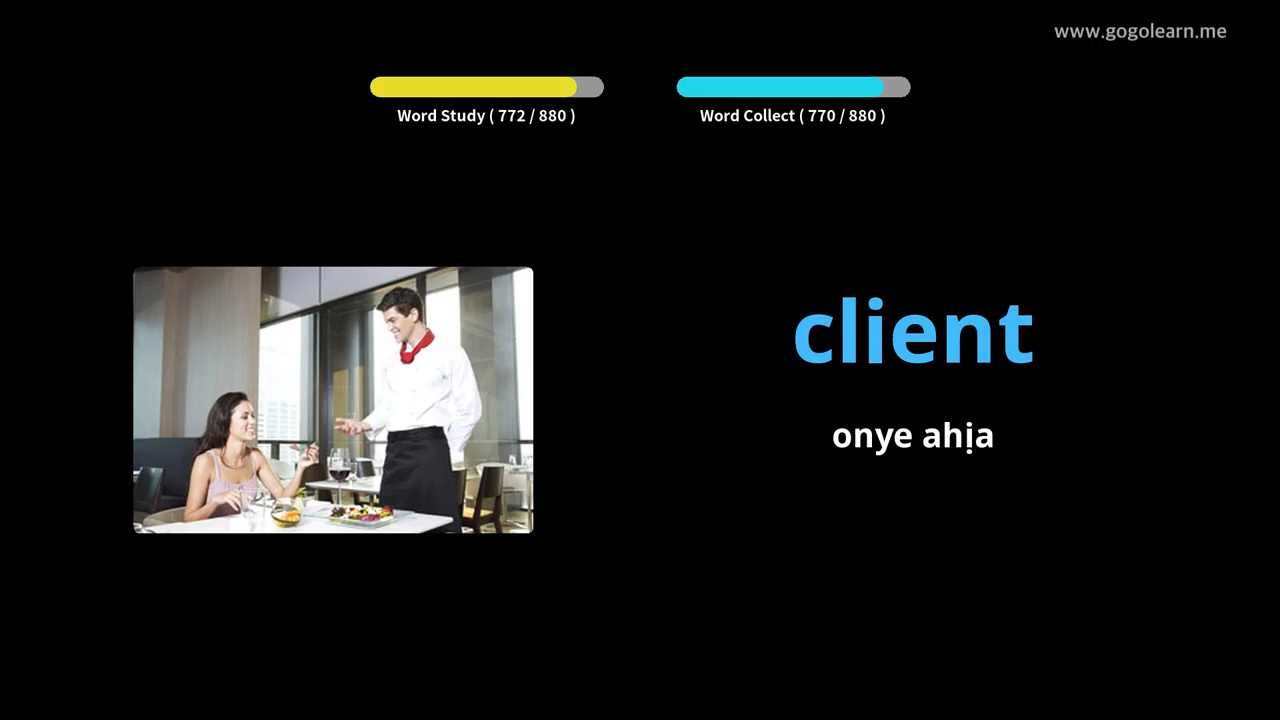 www.gogolearn.me
Word Study ( 772 / 880 )
Word Collect ( 770 / 880 )
client
onye ahịa